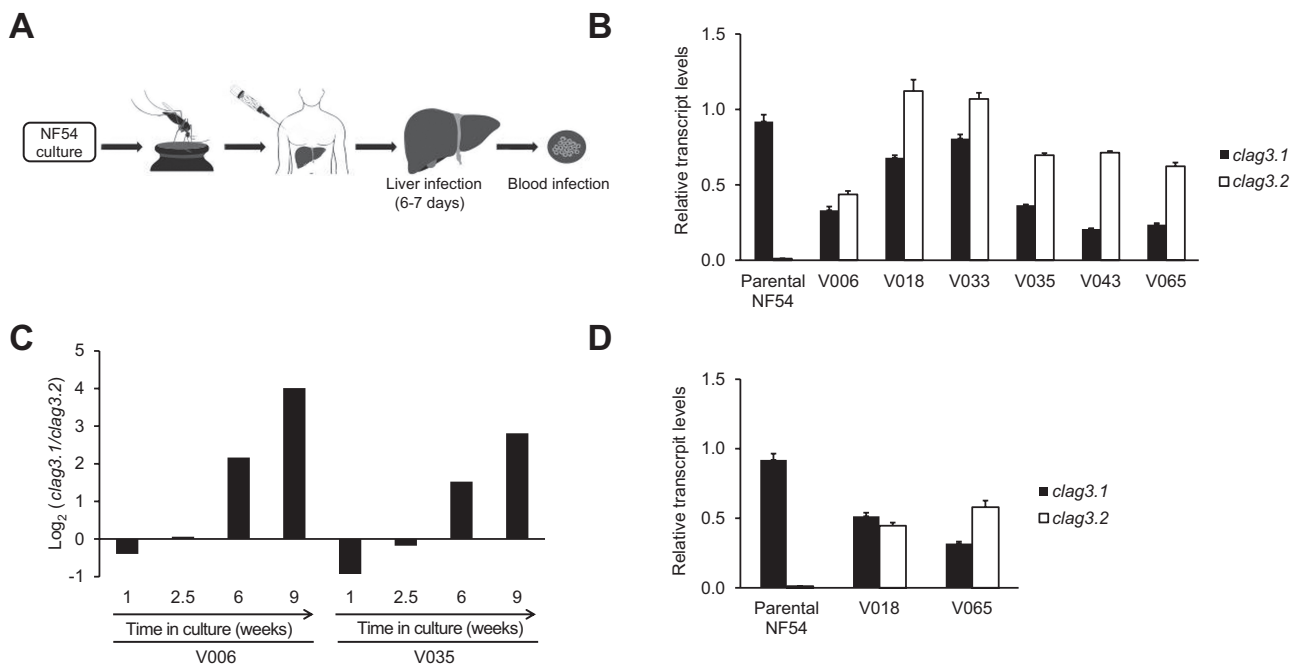 A
NF54
culture
Liver infection
(6-7 days)
Blood infection
B
Relative transcript levels
1.5
1.0
0.5
0.0
Parental
NF54
V006
V018
V033
V035
V043
V065
clag3.1
clag3.2
C
Log2 (clag3.1/clag3.2)
5
4
3
2
1
0
-1
1 2.5 6 9 1 2.5 6 9
Time in culture (weeks) Time in culture (weeks)
V006 V035
D
Relative transcrpit levels
1.5
1.0
0.5
0.0
Parental
NF54
V018
V065
clag3.1
clag3.2